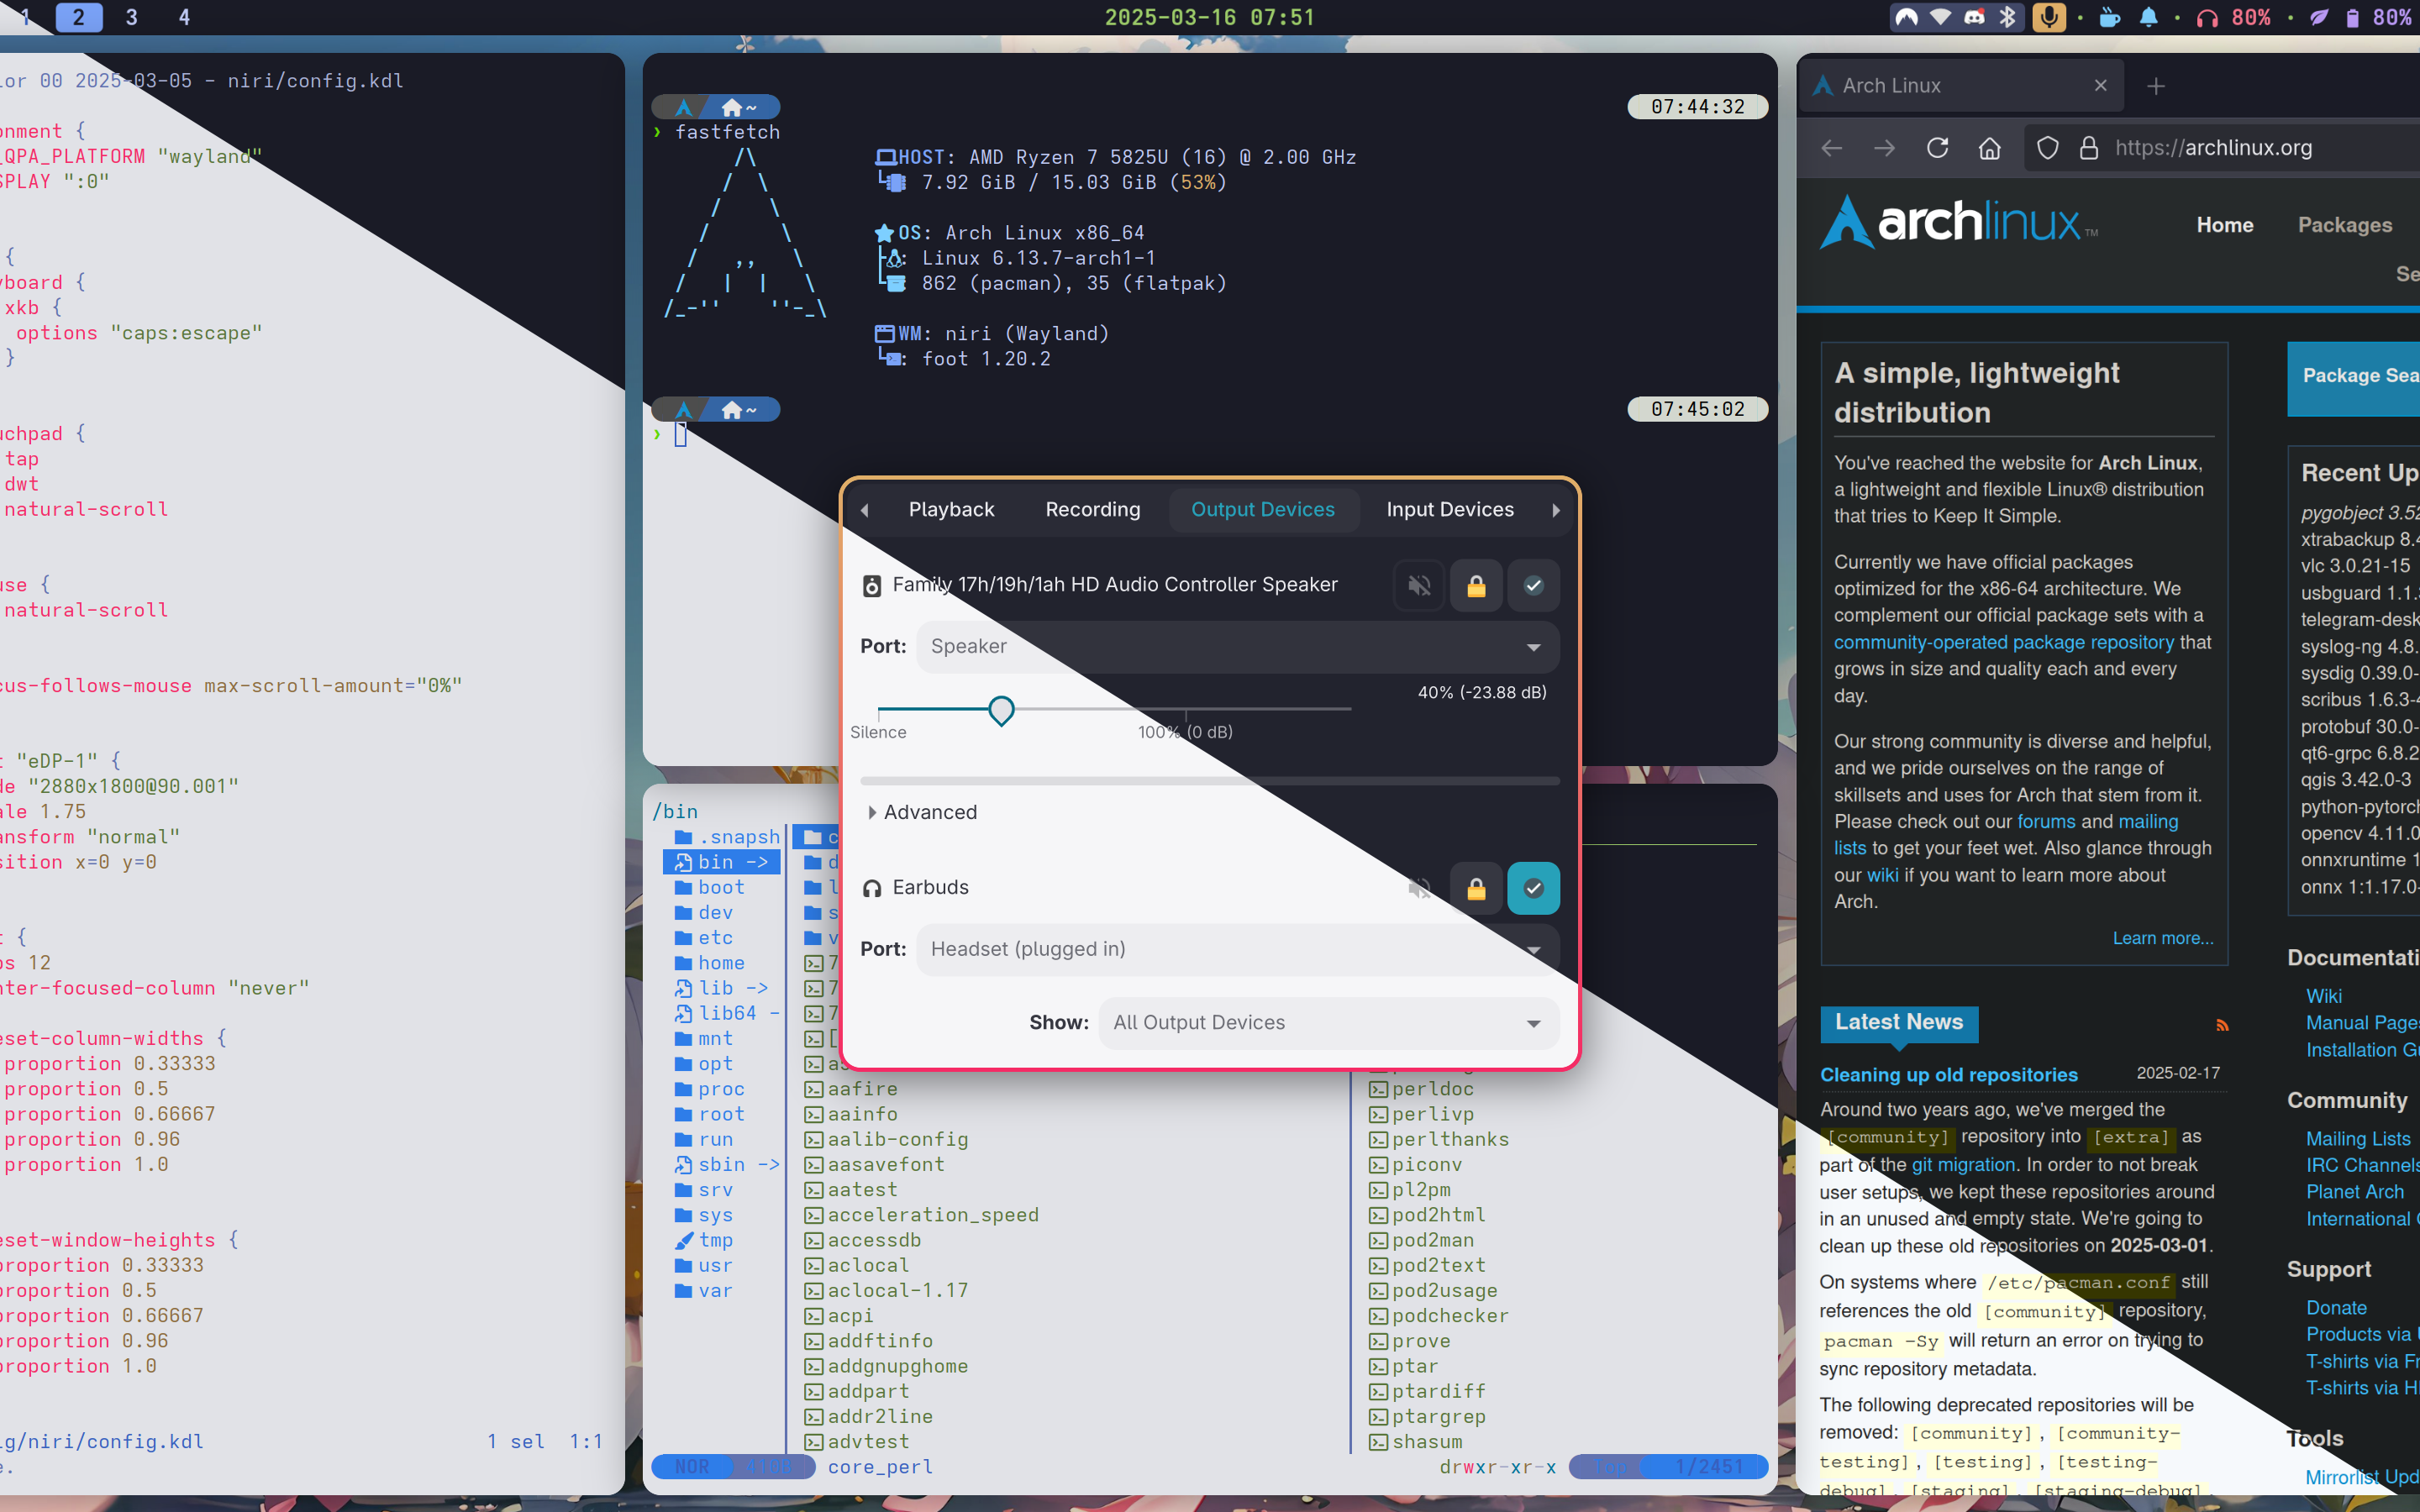 1 2 3 4
2025-03-16 07:51
80% 80%
00 2025-03-05 - niri/config.kdl
onment {
_QPA_PLATFORM "wayland"
SPLAY ":0"
{
yboard {
xkb {
options "caps:escape"
}
uchpad {
tap
dwt
natural-scroll
use {
natural-scroll
cus-follows-mouse max-scroll-amount="0%"
t "eDP-1" {
de "2880x1800@90.001"
ale 1.75
ansform "normal"
sition x=0 y=0
t {
ps 12
nter-focused-column "never"
eset-column-widths {
proportion 0.33333
proportion 0.5
proportion 0.66667
proportion 0.96
proportion 1.0
eset-window-heights {
proportion 0.33333
proportion 0.5
proportion 0.66667
proportion 0.96
proportion 1.0
g/niri/config.kdl 1 sel 1:1
e.
~ 07:44:32
› fastfetch
HOST: AMD Ryzen 7 5825U (16) @ 2.00 GHz
7.92 GiB / 15.03 GiB (53%)
OS: Arch Linux x86_64
: Linux 6.13.7-arch1-1
862 (pacman), 35 (flatpak)
WM: niri (Wayland)
: foot 1.20.2
~ 07:45:02
›
Playback Recording Output Devices Input Devices
Family 17h/19h/1ah HD Audio Controller Speaker
Port: Speaker
40% (-23.88 dB)
Silence 100% (0 dB)
Advanced
Earbuds
Port: Headset (plugged in)
Show: All Output Devices
/bin
.snapsh
bin ->
boot
dev
etc
home
lib ->
lib64 -
mnt
opt
proc
root
run
sbin ->
srv
sys
tmp
usr
var
c
d
l
s
v
7
7
7
[
aafire
aainfo
aalib-config
aasavefont
aatest
acceleration_speed
accessdb
aclocal
aclocal-1.17
acpi
addftinfo
addgnupghome
addpart
addr2line
advtest
perldoc
perlivp
perlthanks
piconv
pl2pm
pod2html
pod2man
pod2text
pod2usage
podchecker
prove
ptar
ptardiff
ptargrep
shasum
NOR core_perl drwxr-xr-x Top 1/2451
Arch Linux
https://archlinux.org
archlinux™
Home Packages
Se
A simple, lightweight
distribution
You've reached the website for Arch Linux,
a lightweight and flexible Linux® distribution
that tries to Keep It Simple.
Currently we have official packages
optimized for the x86-64 architecture. We
complement our official package sets with a
community-operated package repository that
grows in size and quality each and every
day.
Our strong community is diverse and helpful,
and we pride ourselves on the range of
skillsets and uses for Arch that stem from it.
Please check out our forums and mailing
lists to get your feet wet. Also glance through
our wiki if you want to learn more about
Arch.
Learn more...
Latest News
Cleaning up old repositories 2025-02-17
Around two years ago, we've merged the
[community] repository into [extra] as
part of the git migration. In order to not break
user setups, we kept these repositories around
in an unused and empty state. We're going to
clean up these old repositories on 2025-03-01.
On systems where /etc/pacman.conf still
references the old [community] repository,
pacman -Sy will return an error on trying to
sync repository metadata.
The following deprecated repositories will be
removed: [community], [community-
testing], [testing], [testing-
debug], [staging], [staging-debug]
Package Sea
Recent Up
pygobject 3.52
xtrabackup 8.4
vlc 3.0.21-15
usbguard 1.1.
telegram-desk
syslog-ng 4.8.
sysdig 0.39.0-
scribus 1.6.3-4
protobuf 30.0-
qt6-grpc 6.8.2
qgis 3.42.0-3
python-pytorch
opencv 4.11.0
onnxruntime 1
onnx 1:1.17.0-
Documentati
Wiki
Manual Pages
Installation Gu
Community
Mailing Lists
IRC Channels
Planet Arch
International
Support
Donate
Products via
T-shirts via Fr
T-shirts via H
Tools
Mirrorlist Upd